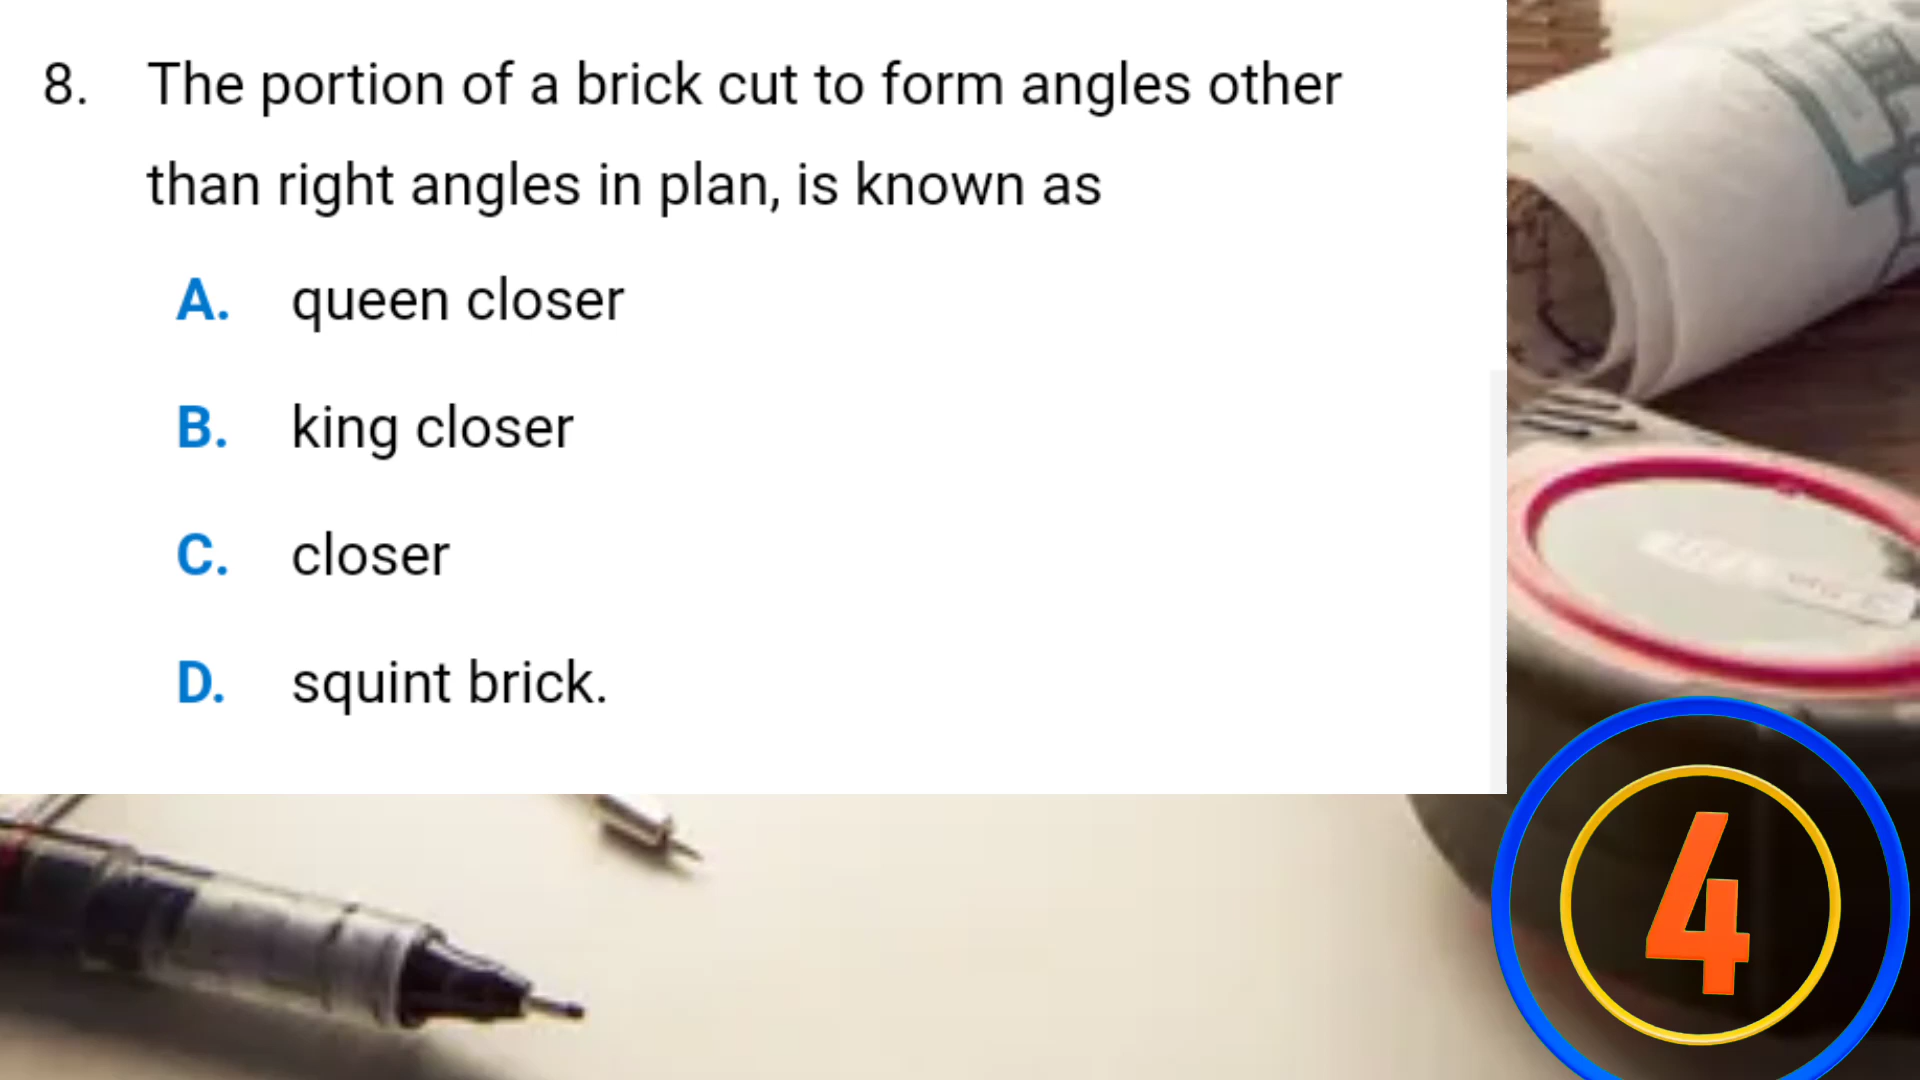 8. The portion of a brick cut to form angles other
than right angles in plan, is known as
A. queen closer
B. king closer
C. closer
D. squint brick.
4